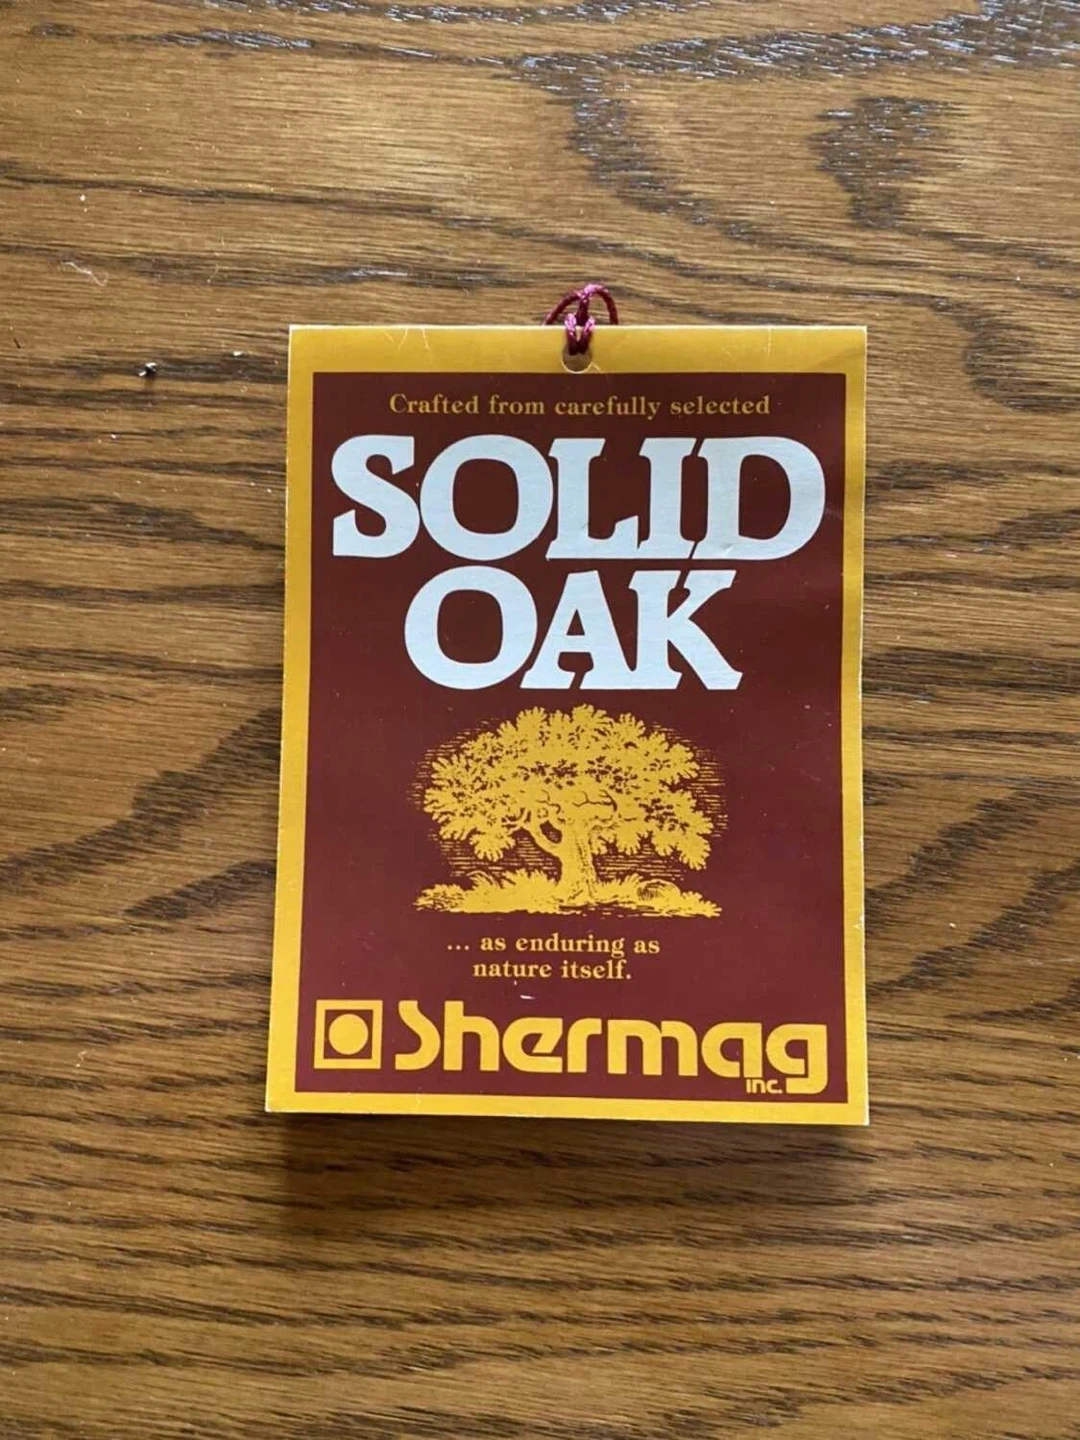 Crafted from carefully selected
SOLID
OAK
... as enduring as
nature itself.
Shermag
inc.